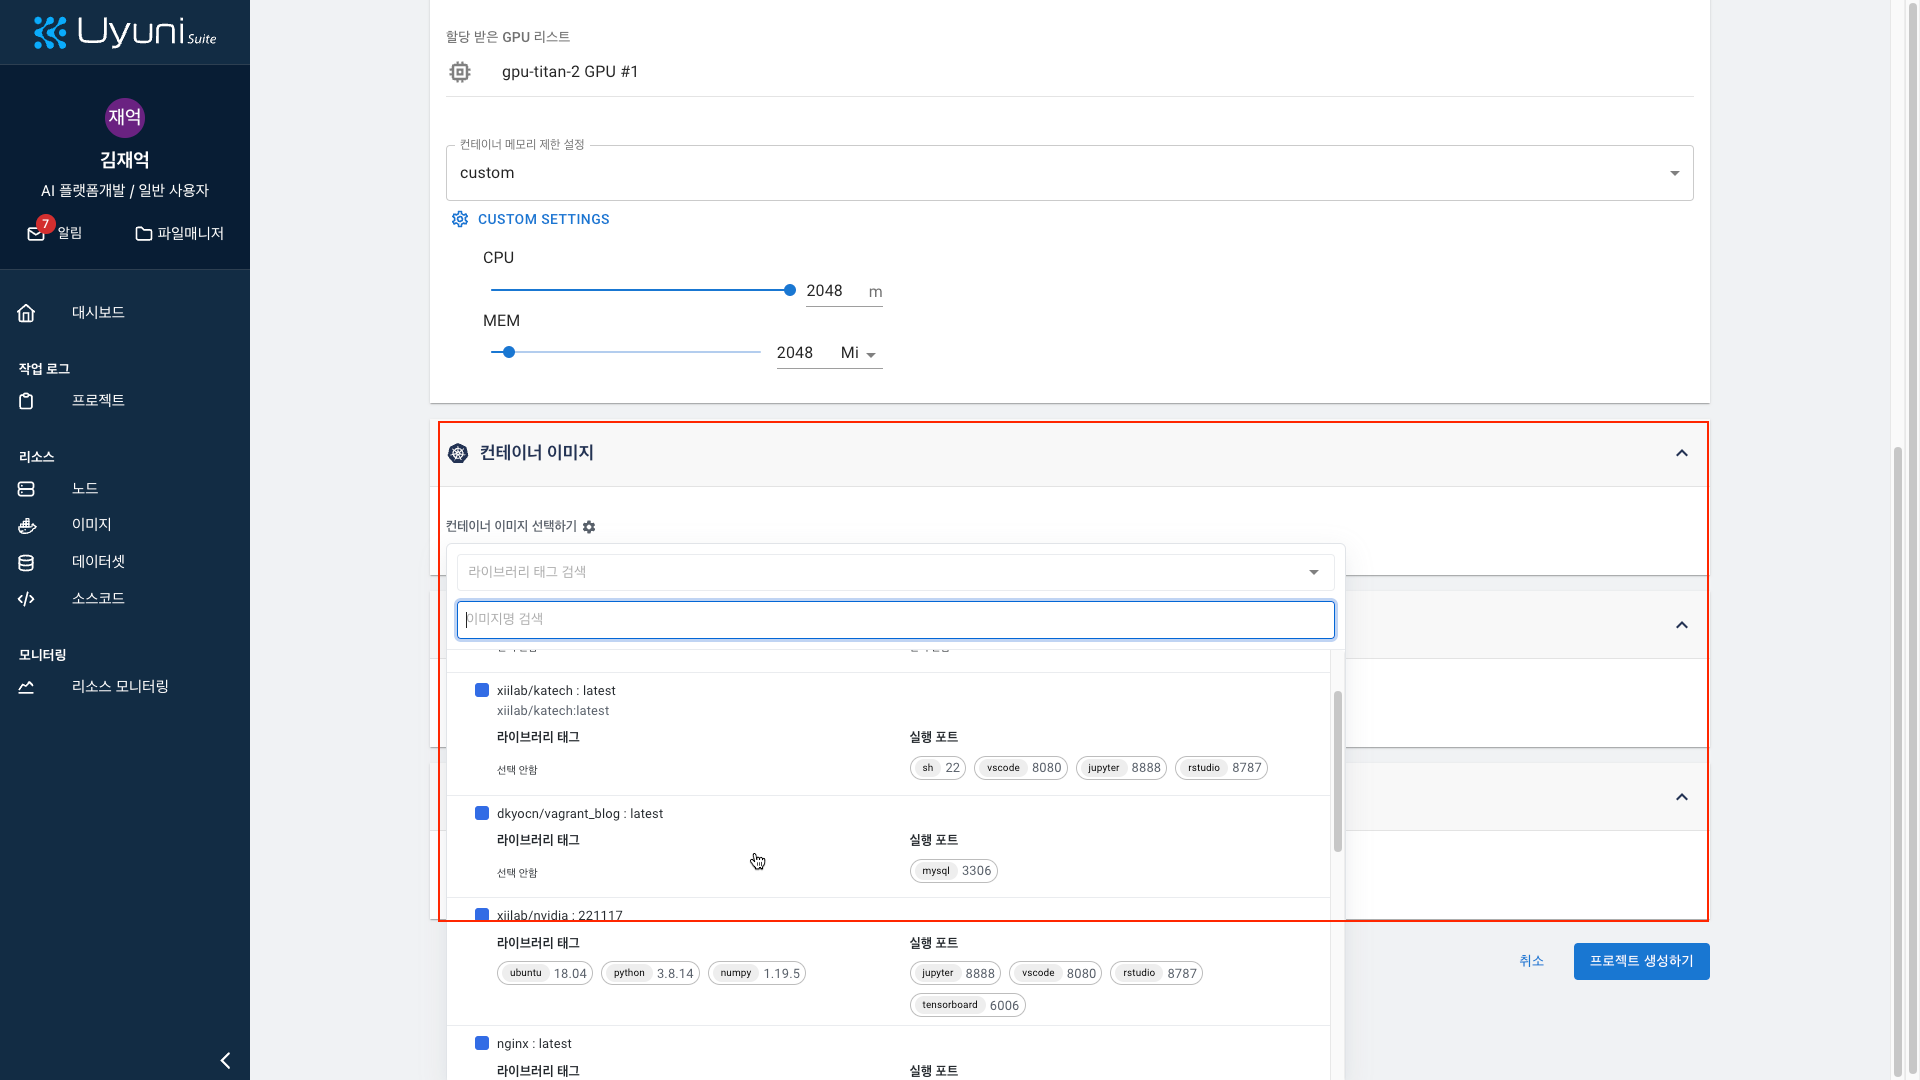 Uyuni Suite
재억
김재억
AI 플랫폼개발 / 일반 사용자
7
알림
파일매니저
대시보드
작업 로그
프로젝트
리소스
노드
이미지
데이터셋
소스코드
모니터링
리소스 모니터링
할당 받은 GPU 리스트
gpu-titan-2 GPU #1
컨테이너 메모리 제한 설정
custom
CUSTOM SETTINGS
CPU
2048 m
MEM
2048 Mi
컨테이너 이미지
컨테이너 이미지 선택하기
라이브러리 태그 검색
이미지명 검색
xiilab/katech : latest
xiilab/katech:latest
라이브러리 태그 실행 포트
선택 안함 sh 22 vscode 8080 jupyter 8888 rstudio 8787
dkyocn/vagrant_blog : latest
라이브러리 태그 실행 포트
선택 안함 mysql 3306
xiilab/nvidia : 221117
라이브러리 태그 실행 포트
ubuntu 18.04 python 3.8.14 numpy 1.19.5 jupyter 8888 vscode 8080 rstudio 8787
tensorboard 6006
nginx : latest
라이브러리 태그 실행 포트
취소 프로젝트 생성하기